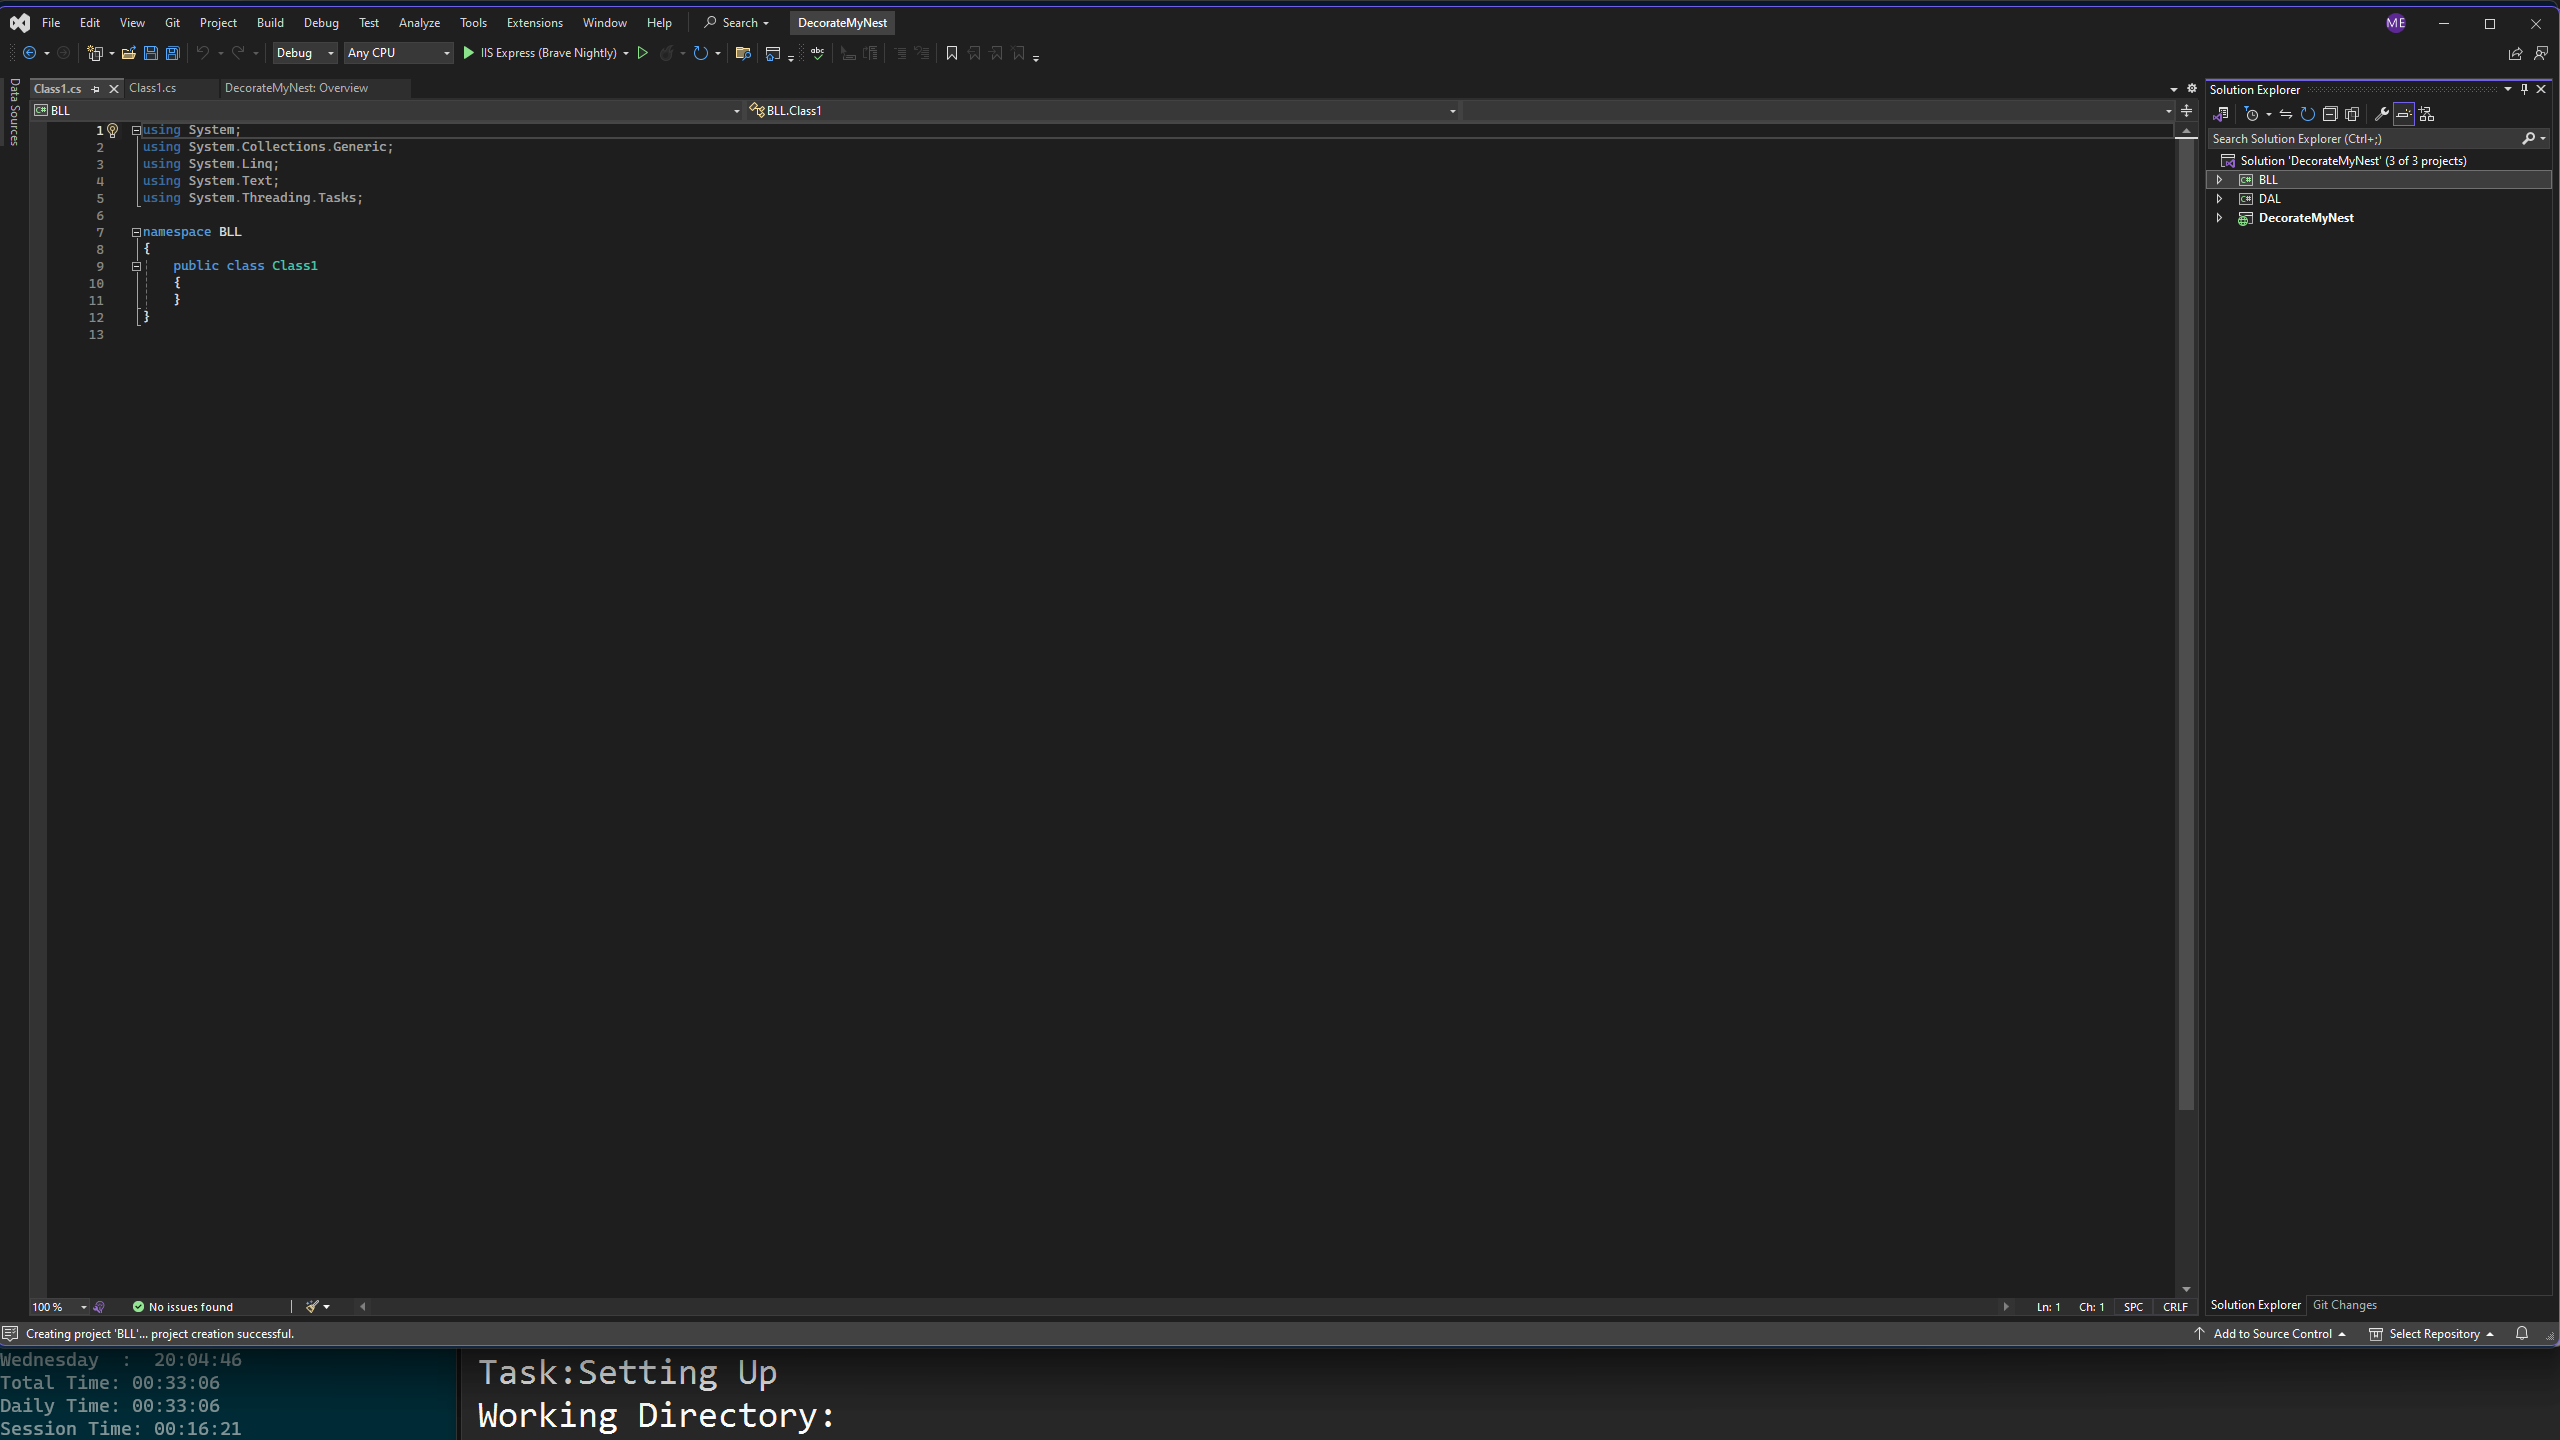 File Edit View Git Project Build Debug Test Analyze Tools Extensions Window Help Search DecorateMyNest ME
Debug Any CPU IIS Express (Brave Nightly) abc
Data Sources
Class1.cs Class1.cs DecorateMyNest: Overview
C# BLL BLL.Class1
1 using System;
2 using System.Collections.Generic;
3 using System.Linq;
4 using System.Text;
5 using System.Threading.Tasks;
6
7 namespace BLL
8 {
9 public class Class1
10 {
11 }
12 }
13
Solution Explorer
Search Solution Explorer (Ctrl+;)
Solution 'DecorateMyNest' (3 of 3 projects)
C# BLL
C# DAL
DecorateMyNest
100 % No issues found Ln: 1 Ch: 1 SPC CRLF
Solution Explorer Git Changes
Creating project 'BLL'... project creation successful. Add to Source Control Select Repository
Wednesday : 20:04:46
Total Time: 00:33:06
Daily Time: 00:33:06
Session Time: 00:16:21
Task:Setting Up
Working Directory: